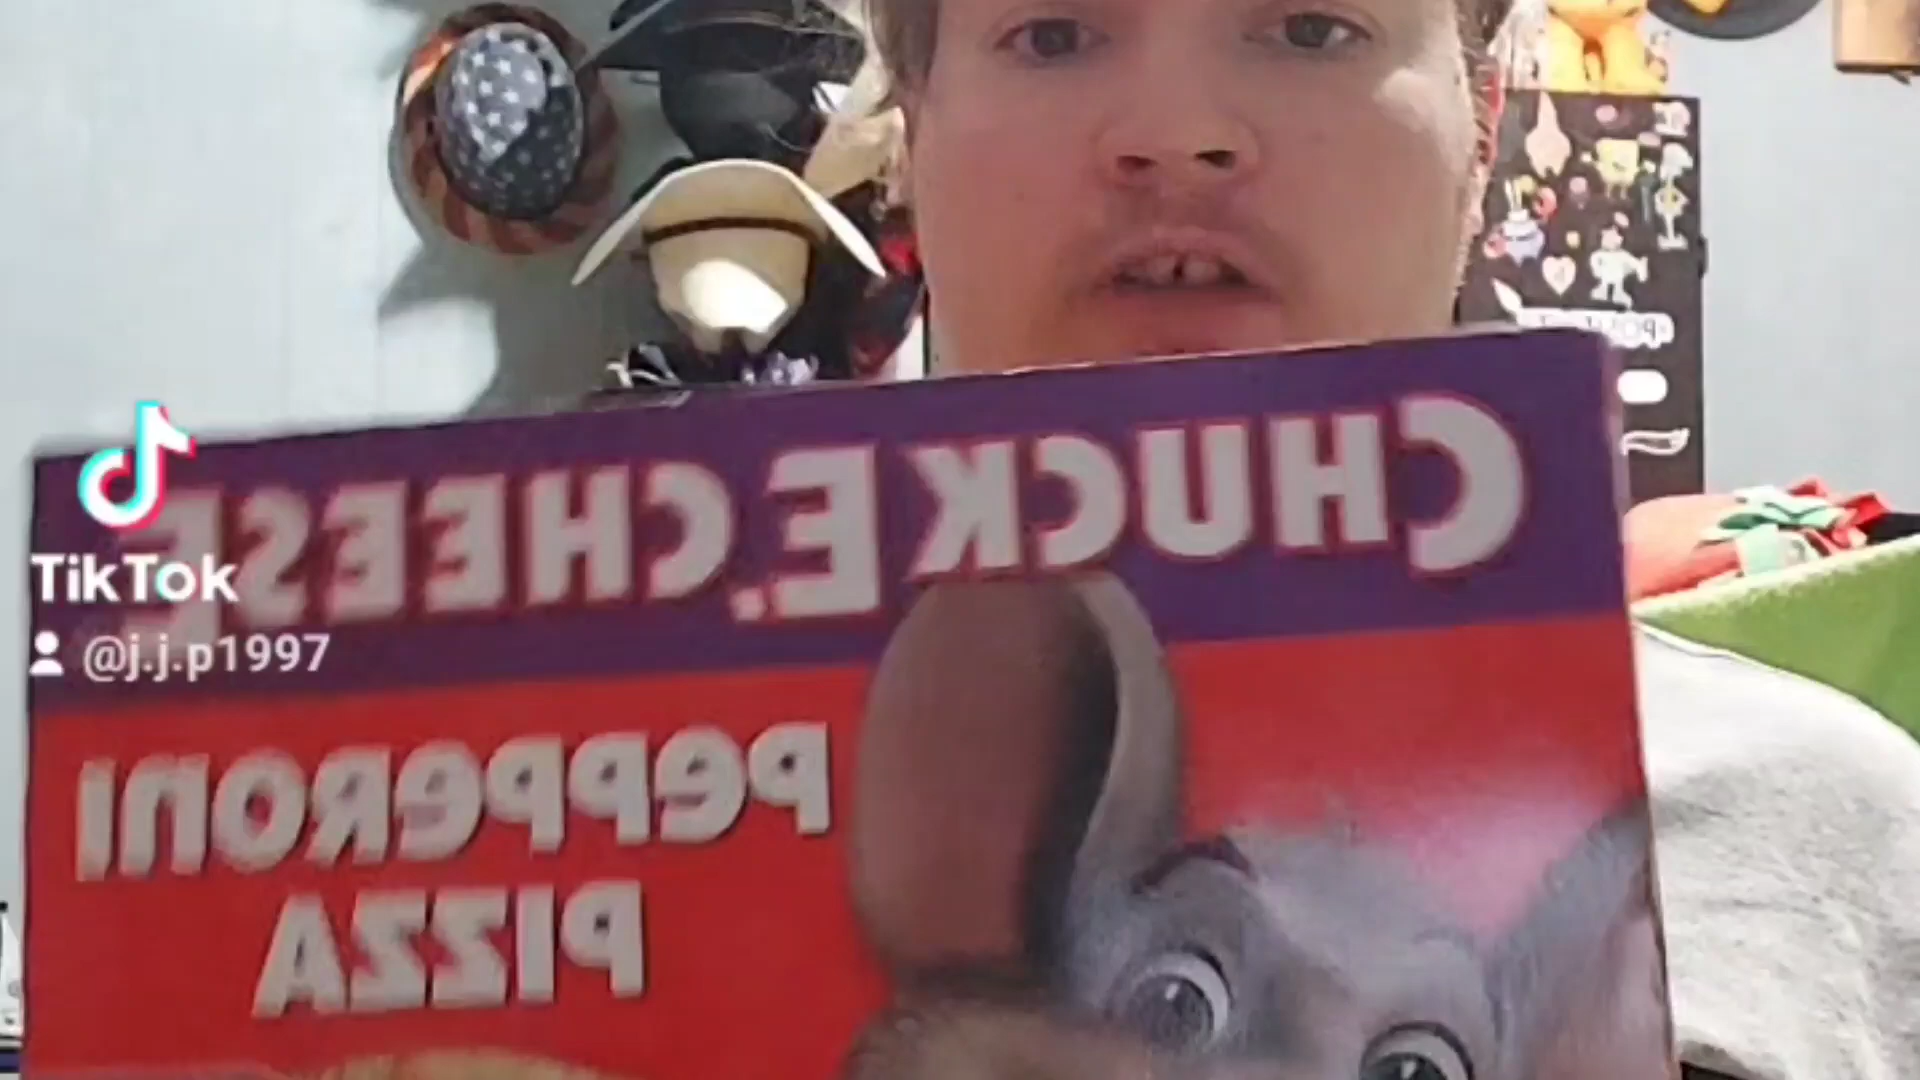 CHUCK E. CHEESE
PEPPERONI
PIZZA
TikTok
@j.j.p1997